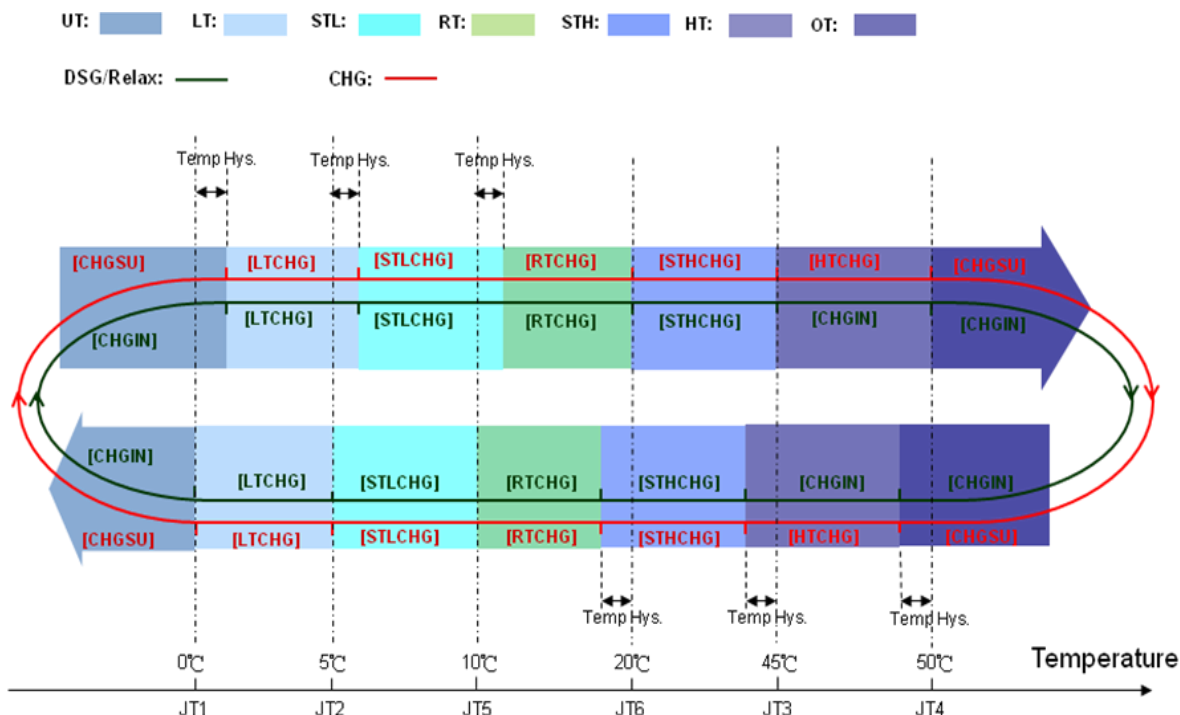 UT: LT: STL: RT: STH: HT: OT:
DSG/Relax: CHG:
Temp Hys. Temp Hys. Temp Hys.
[CHGSU] [LTCHG] [STLCHG] [RTCHG] [STHCHG] [HTCHG] [CHGSU]
[CHGIN] [LTCHG] [STLCHG] [RTCHG] [STHCHG] [CHGIN] [CHGIN]
[CHGIN] [LTCHG] [STLCHG] [RTCHG] [STHCHG] [CHGIN] [CHGIN]
[CHGSU] [LTCHG] [STLCHG] [RTCHG] [STHCHG] [HTCHG] [CHGSU]
Temp Hys. Temp Hys. Temp Hys.
0℃ 5℃ 10℃ 20℃ 45℃ 50℃ Temperature
JT1 JT2 JT5 JT6 JT3 JT4